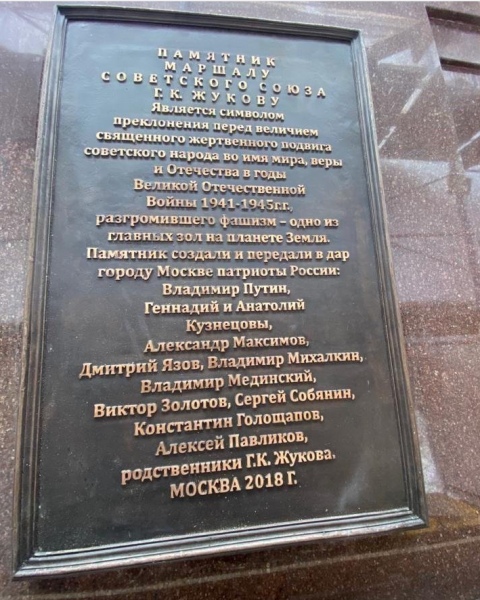 ПАМЯТНИК
МАРШАЛУ
СОВЕТСКОГО СОЮЗА
Г. К. ЖУКОВУ
Является символом
преклонения перед величием
священного жертвенного подвига
советского народа во имя мира, веры
и Отечества в годы
Великой Отечественной
Войны 1941-1945г.г.,
разгромившего фашизм – одно из
главных зол на планете Земля.
Памятник создали и передали в дар
городу Москве патриоты России:
Владимир Путин,
Геннадий и Анатолий
Кузнецовы,
Александр Максимов,
Дмитрий Язов, Владимир Михалкин,
Владимир Мединский,
Виктор Золотов, Сергей Собянин,
Константин Голощапов,
Алексей Павликов,
родственники Г.К. Жукова.
МОСКВА 2018 Г.